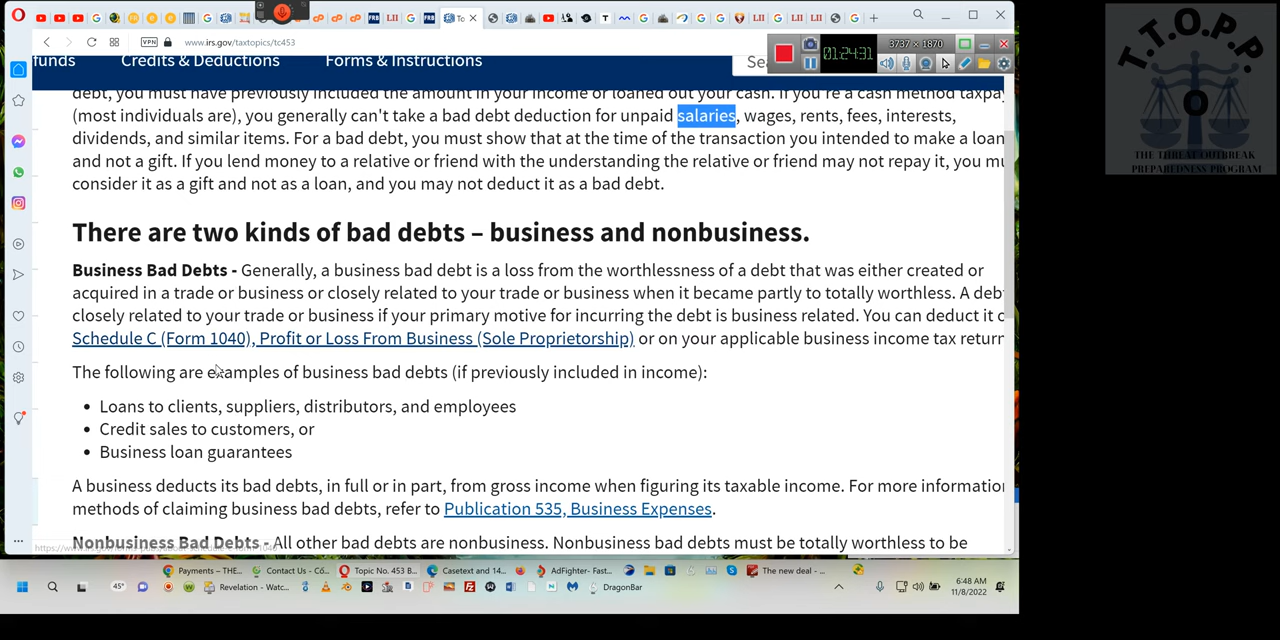 www.irs.gov/taxtopics/tc453
VPN
3737 x 1870
01:24:31
T.T.O.P.P.
THE THREAT OUTBREAK
PREPAREDNESS PROGRAM
funds Credits & Deductions Forms & Instructions Sea
debt, you must have previously included the amount in your income or loaned out your cash. If you're a cash method taxpay
(most individuals are), you generally can't take a bad debt deduction for unpaid salaries, wages, rents, fees, interests,
dividends, and similar items. For a bad debt, you must show that at the time of the transaction you intended to make a loan
and not a gift. If you lend money to a relative or friend with the understanding the relative or friend may not repay it, you mu
consider it as a gift and not as a loan, and you may not deduct it as a bad debt.
There are two kinds of bad debts – business and nonbusiness.
Business Bad Debts - Generally, a business bad debt is a loss from the worthlessness of a debt that was either created or
acquired in a trade or business or closely related to your trade or business when it became partly to totally worthless. A deb
closely related to your trade or business if your primary motive for incurring the debt is business related. You can deduct it o
Schedule C (Form 1040), Profit or Loss From Business (Sole Proprietorship) or on your applicable business income tax return
The following are examples of business bad debts (if previously included in income):
• Loans to clients, suppliers, distributors, and employees
• Credit sales to customers, or
• Business loan guarantees
A business deducts its bad debts, in full or in part, from gross income when figuring its taxable income. For more information
methods of claiming business bad debts, refer to Publication 535, Business Expenses.
Nonbusiness Bad Debts - All other bad debts are nonbusiness. Nonbusiness bad debts must be totally worthless to be
Payments – THE... Contact Us - Có... Topic No. 453 B... Casetext and 14... AdFighter- Fast... The new deal - ...
45° Revelation - Watc... DragonBar
6:48 AM
11/8/2022